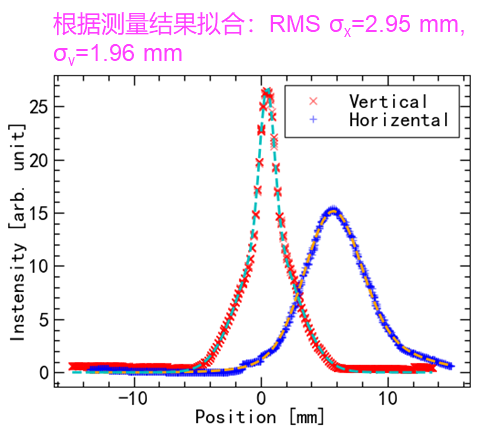 根据测量结果拟合：RMS σx=2.95 mm,
σy=1.96 mm
25
20
15
10
5
0
−10
0
10
Instensity [arb. unit]
Position [mm]
Vertical
Horizental